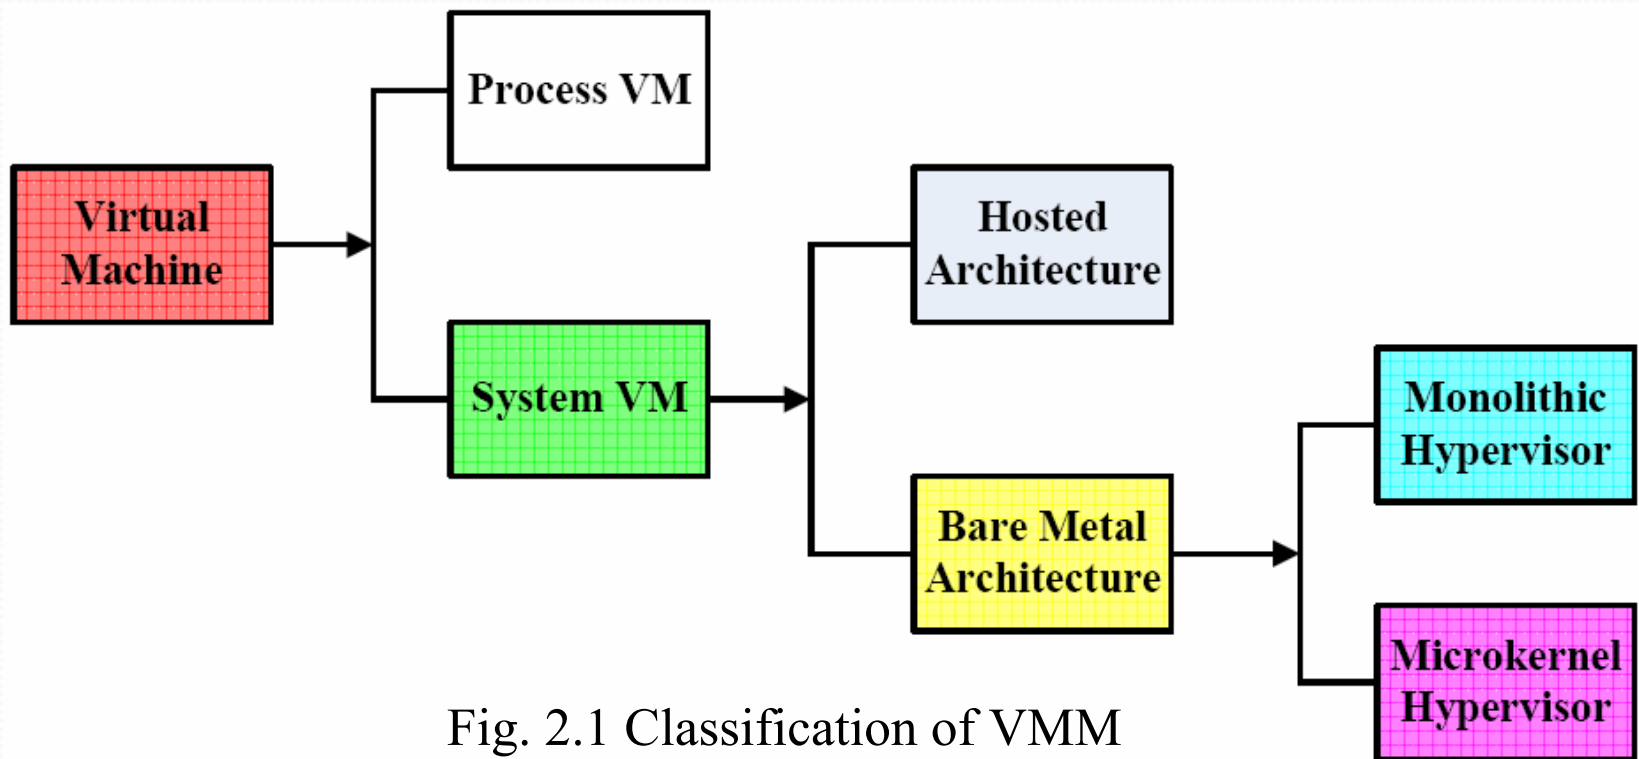 Process VM
Virtual
Machine
Hosted
Architecture
System VM
Monolithic
Hypervisor
Bare Metal
Architecture
Microkernel
Hypervisor
Fig. 2.1 Classification of VMM